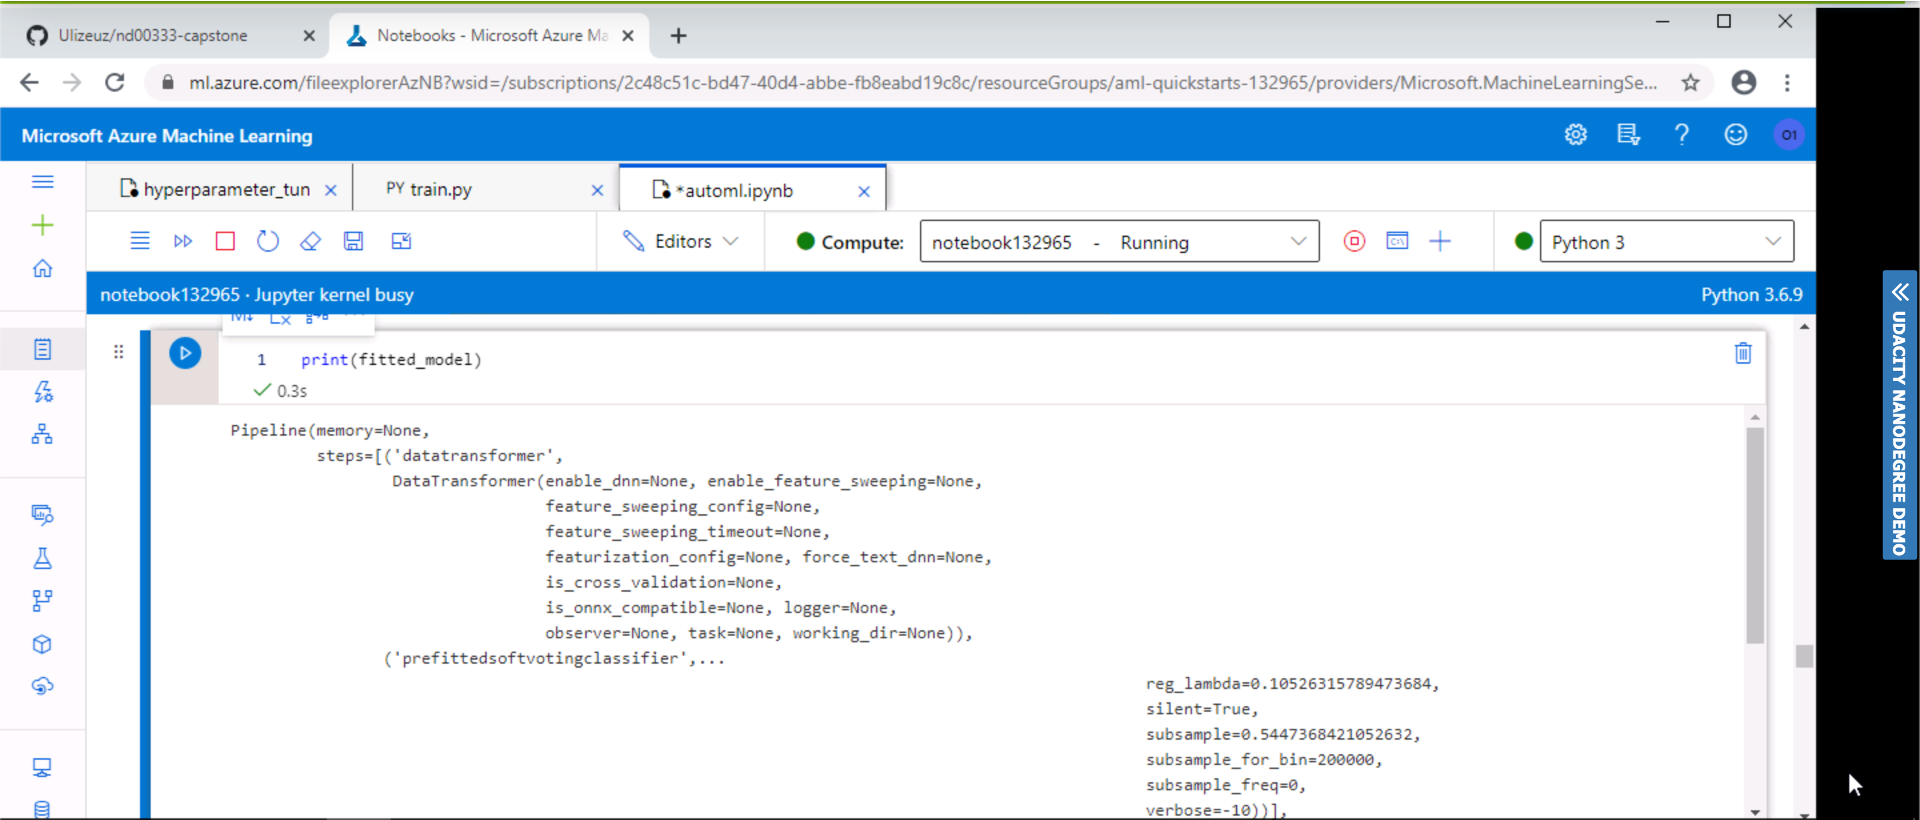 Ulizeuz/nd00333-capstone
Notebooks - Microsoft Azure Ma
ml.azure.com/fileexplorerAzNB?wsid=/subscriptions/2c48c51c-bd47-40d4-abbe-fb8eabd19c8c/resourceGroups/aml-quickstarts-132965/providers/Microsoft.MachineLearningSe...
Microsoft Azure Machine Learning
01
hyperparameter_tun
PY train.py
*automl.ipynb
Editors
Compute:
notebook132965 - Running
Python 3
notebook132965 · Jupyter kernel busy
Python 3.6.9
1 print(fitted_model)
0.3s
Pipeline(memory=None,
steps=[('datatransformer',
DataTransformer(enable_dnn=None, enable_feature_sweeping=None,
feature_sweeping_config=None,
feature_sweeping_timeout=None,
featurization_config=None, force_text_dnn=None,
is_cross_validation=None,
is_onnx_compatible=None, logger=None,
observer=None, task=None, working_dir=None)),
('prefittedsoftvotingclassifier',...
reg_lambda=0.10526315789473684,
silent=True,
subsample=0.5447368421052632,
subsample_for_bin=200000,
subsample_freq=0,
verbose=-10))],
UDACITY NANODEGREE DEMO